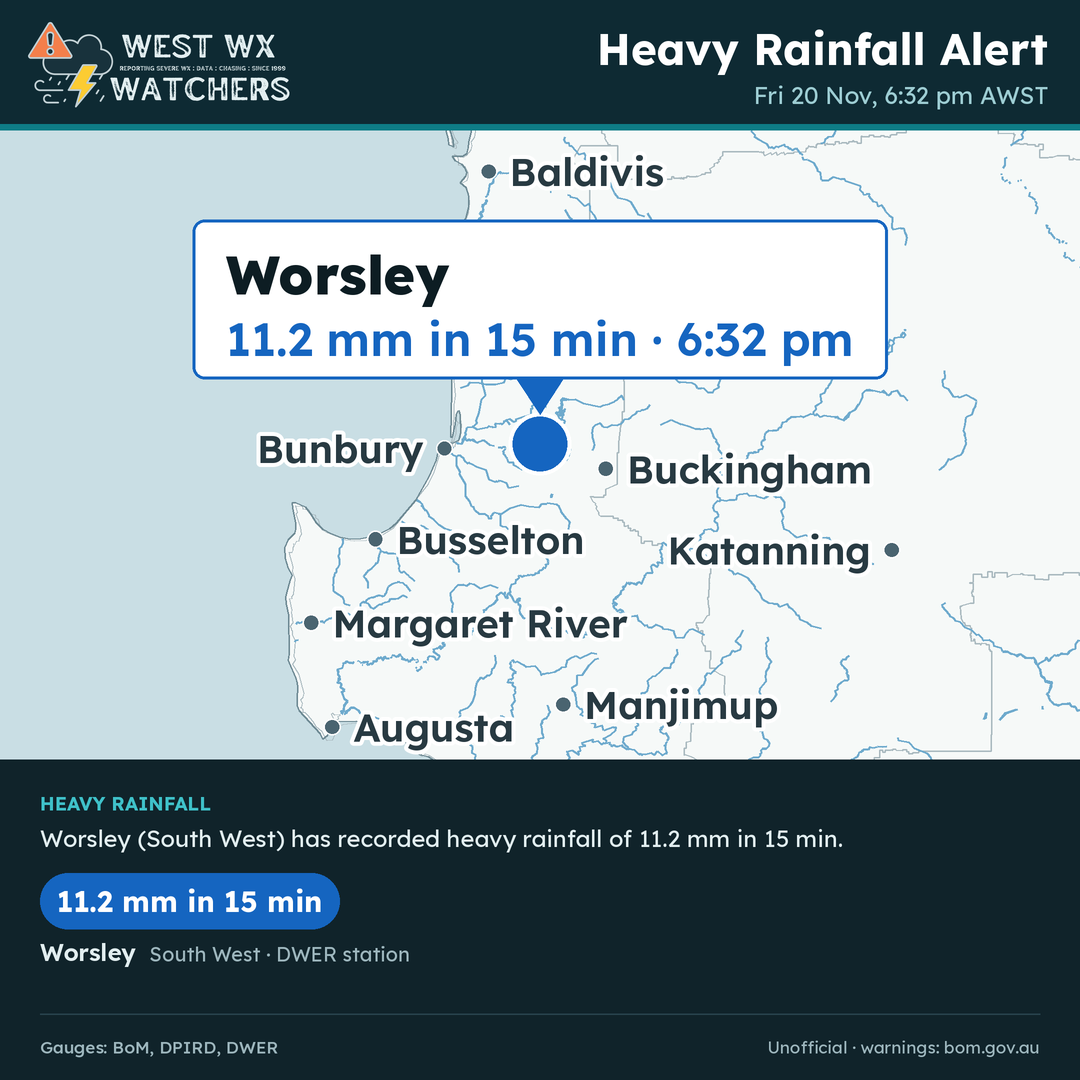 WEST WX
REPORTING SEVERE WX : DATA : CHASING : SINCE 1999
WATCHERS
Heavy Rainfall Alert
Fri 20 Nov, 6:32 pm AWST
Baldivis
Worsley
11.2 mm in 15 min · 6:32 pm
Bunbury
Buckingham
Busselton
Katanning
Margaret River
Manjimup
Augusta
HEAVY RAINFALL
Worsley (South West) has recorded heavy rainfall of 11.2 mm in 15 min.
11.2 mm in 15 min
Worsley South West · DWER station
Gauges: BoM, DPIRD, DWER
Unofficial · warnings: bom.gov.au